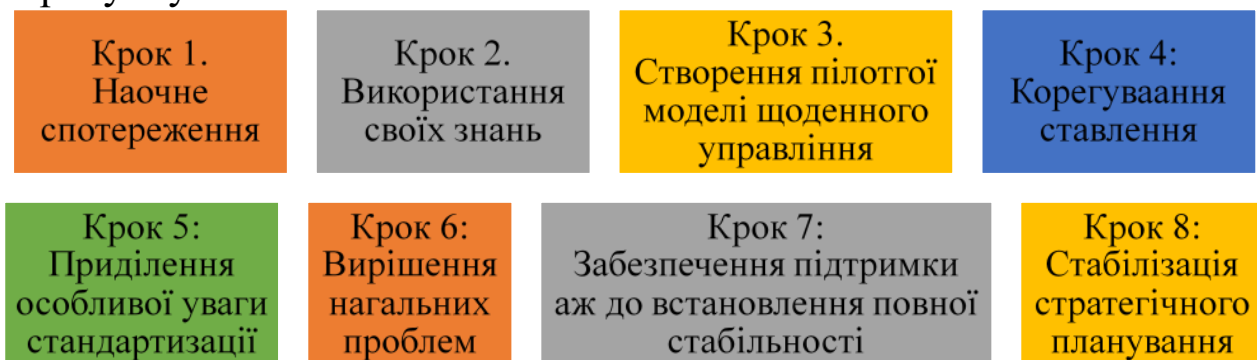 Крок 1.
Наочне
спотереження
Крок 2.
Використання
своїх знань
Крок 3.
Створення пілотгої
моделі щоденного
управління
Крок 4:
Корегуваання
ставлення
Крок 5:
Приділення
особливої уваги
стандартизації
Крок 6:
Вирішення
нагальних
проблем
Крок 7:
Забезпечення підтримки
аж до встановлення повної
стабільності
Крок 8:
Стабілізація
стратегічного
планування